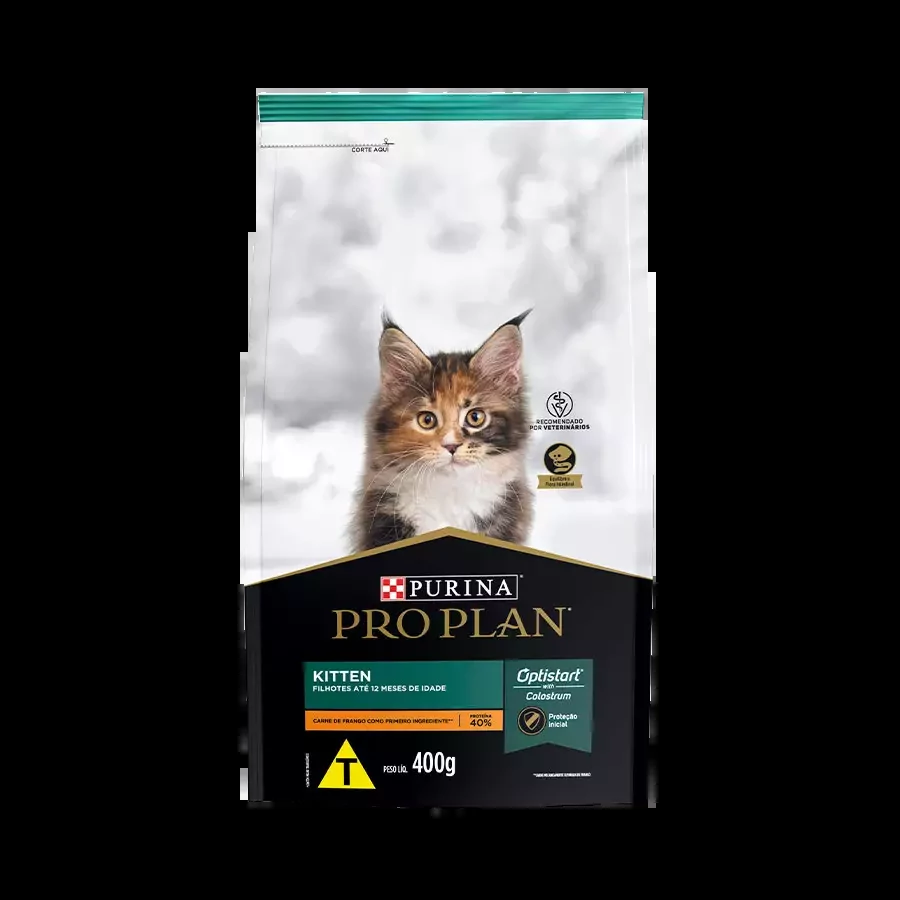 CORTE AQUI
RECOMENDADO
POR VETERINÁRIOS
Equilíbrio e
Flora Intestinal
PURINA®
PRO PLAN®
KITTEN
FILHOTES ATÉ 12 MESES DE IDADE
CARNE DE FRANGO COMO PRIMEIRO INGREDIENTE**
PROTEÍNA
40%
Optistart®
with
Colostrum
Proteção
inicial
T
PESO LÍQ. 400g